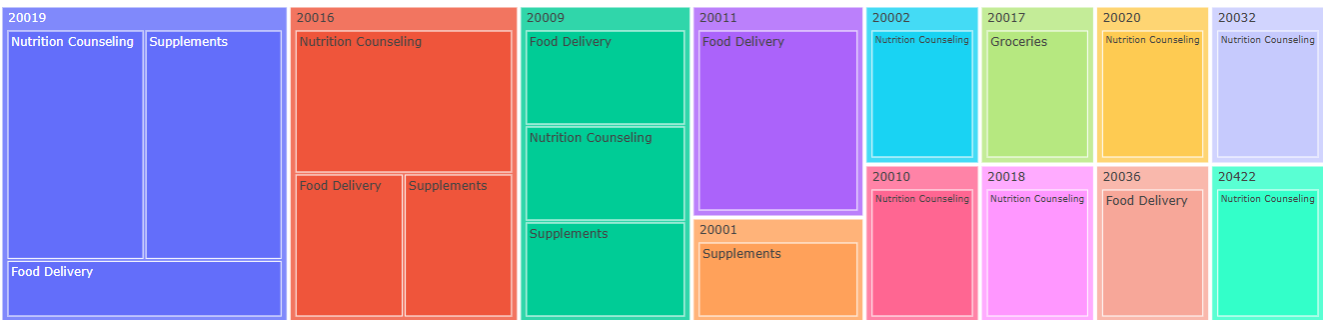 20019
Nutrition Counseling
Supplements
Food Delivery
20016
Nutrition Counseling
Food Delivery
Supplements
20009
Food Delivery
Nutrition Counseling
Supplements
20011
Food Delivery
20001
Supplements
20002
Nutrition Counseling
20017
Groceries
20020
Nutrition Counseling
20032
Nutrition Counseling
20010
Nutrition Counseling
20018
Nutrition Counseling
20036
Food Delivery
20422
Nutrition Counseling